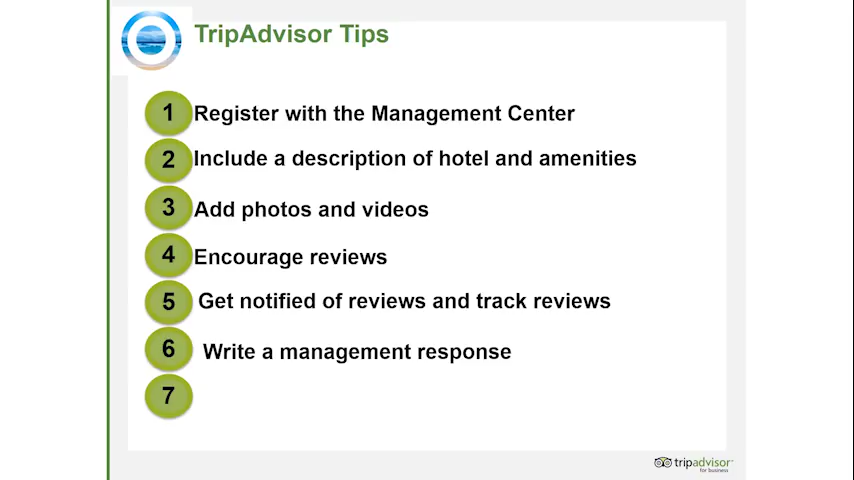 TripAdvisor Tips
1 Register with the Management Center
2 Include a description of hotel and amenities
3 Add photos and videos
4 Encourage reviews
5 Get notified of reviews and track reviews
6 Write a management response
7
tripadvisor™
for business